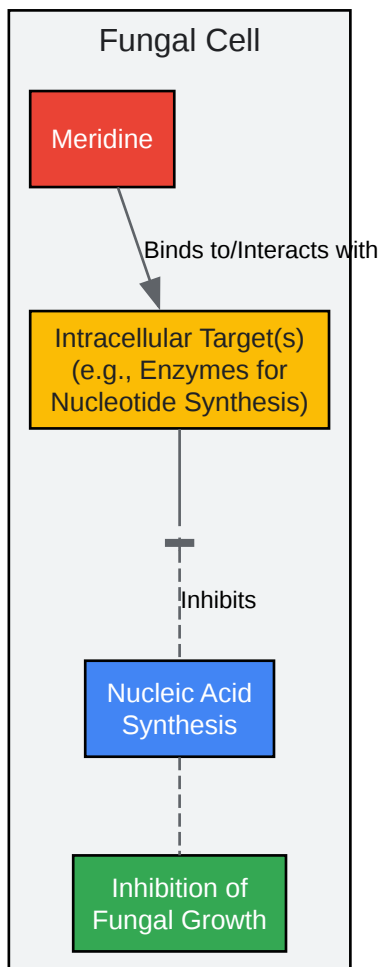 Fungal Cell
Meridine
Binds to/Interacts with
Intracellular Target(s)
(e.g., Enzymes for
Nucleotide Synthesis)
Inhibits
Nucleic Acid
Synthesis
Inhibition of
Fungal Growth